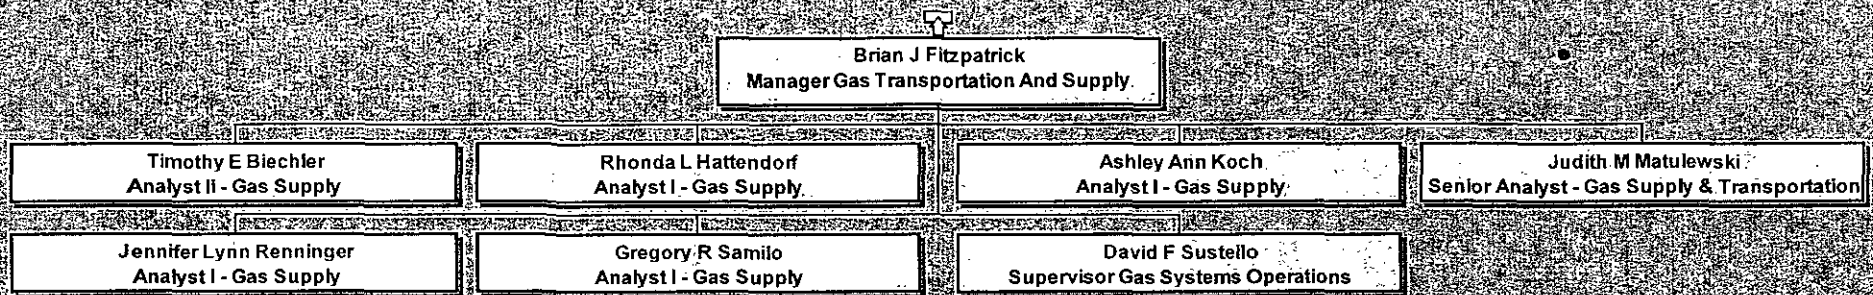 Brian J Fitzpatrick
Manager Gas Transportation And Supply
Timothy E Biechler
Analyst Ii - Gas Supply
Rhonda L Hattendorf
Analyst I - Gas Supply
Ashley Ann Koch
Analyst I - Gas Supply
Judith M Matulewski
Senior Analyst - Gas Supply & Transportation
Jennifer Lynn Renninger
Analyst I - Gas Supply
Gregory R Samilo
Analyst I - Gas Supply
David F Sustello
Supervisor Gas Systems Operations